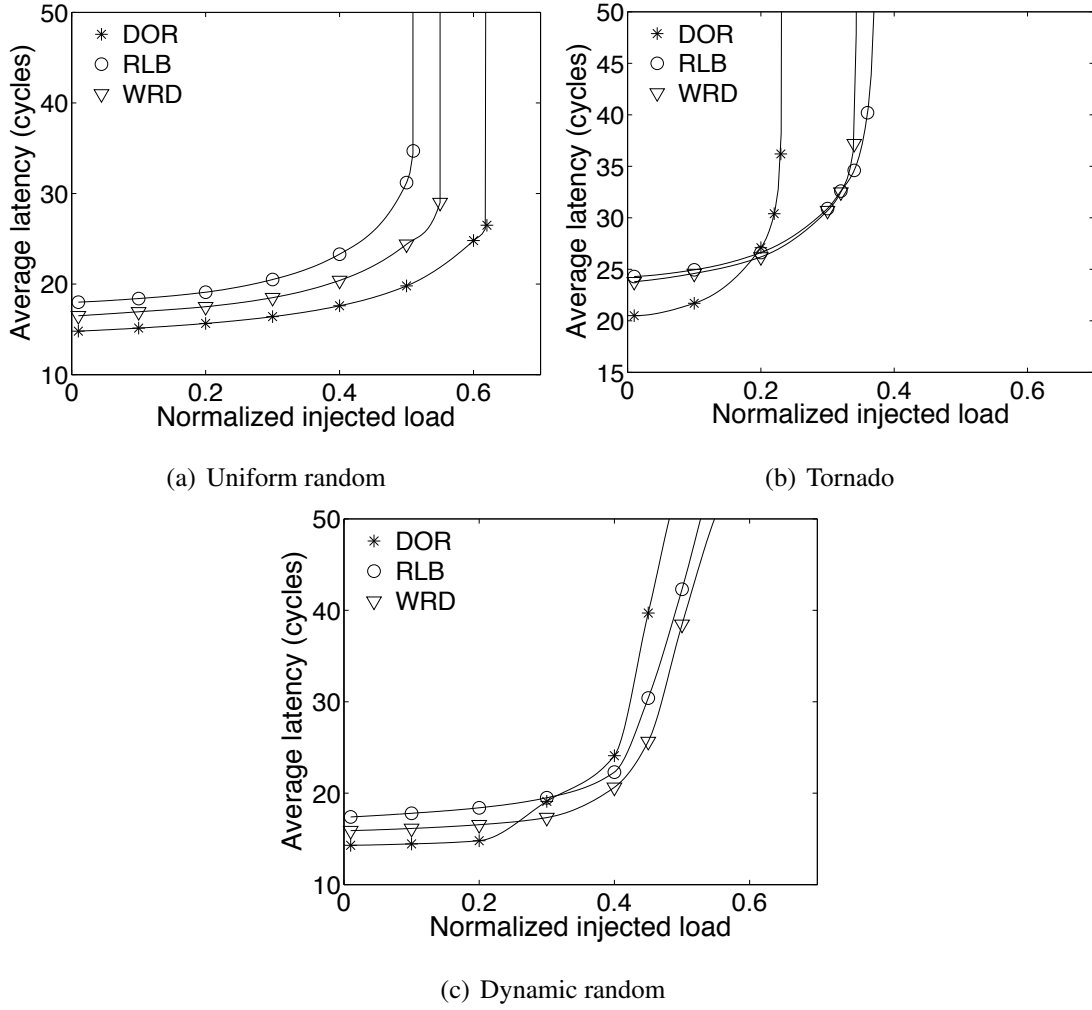 50
40
30
20
10
Average latency (cycles)
DOR
RLB
WRD
0
0.2
0.4
0.6
Normalized injected load
(a) Uniform random
50
45
40
35
30
25
20
15
Average latency (cycles)
DOR
RLB
WRD
0
0.2
0.4
0.6
Normalized injected load
(b) Tornado
50
40
30
20
10
Average latency (cycles)
DOR
RLB
WRD
0
0.2
0.4
0.6
Normalized injected load
(c) Dynamic random